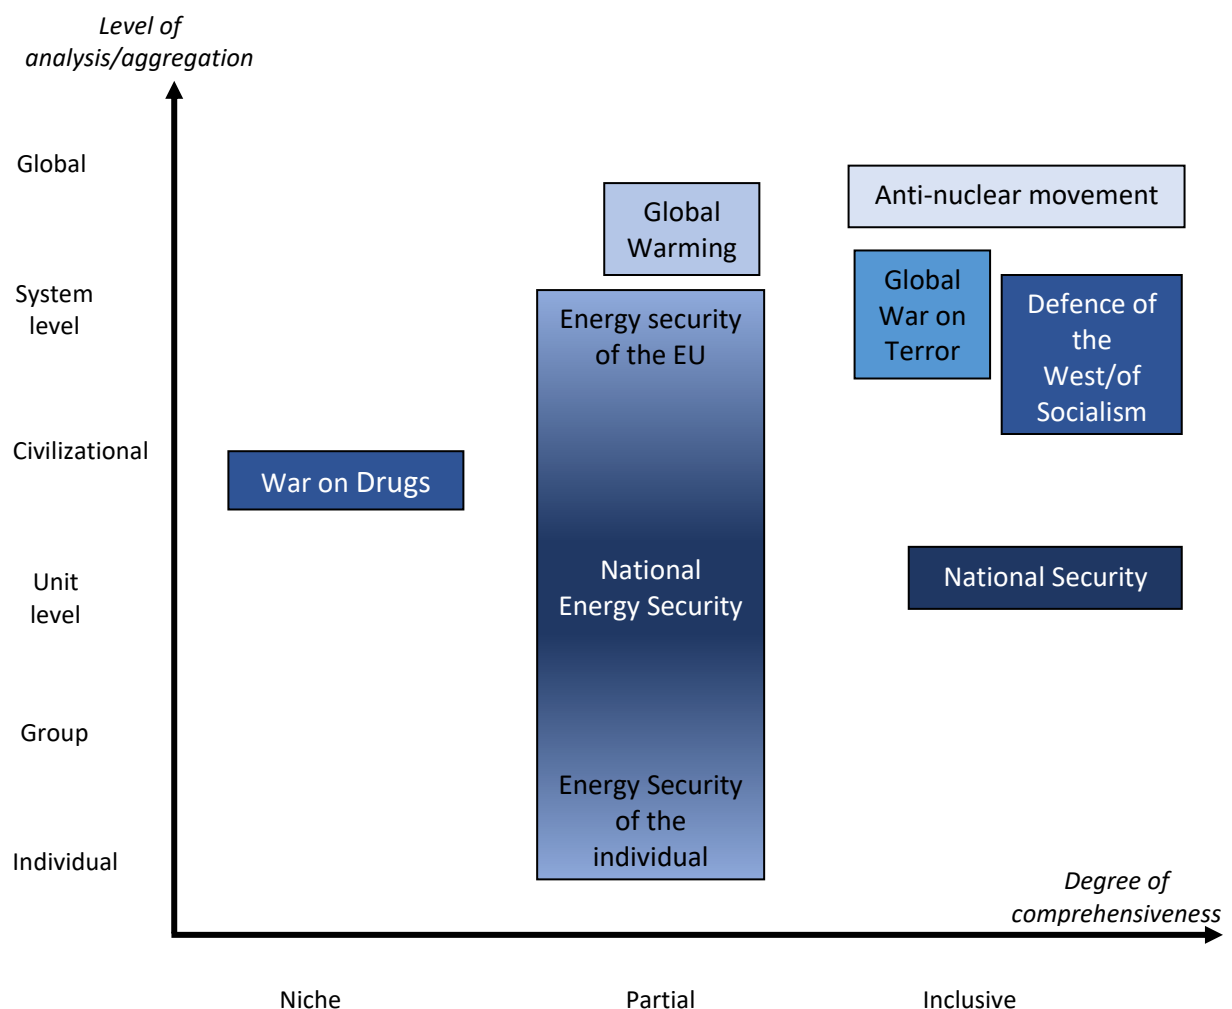 Level of
analysis/aggregation
Global
Anti-nuclear movement
Global
Warming
System
level
Energy security
of the EU
Global
War on
Terror
Defence of
the
West/of
Socialism
Civilizational
War on Drugs
Unit
level
National
Energy Security
National Security
Group
Energy Security
of the
individual
Individual
Degree of
comprehensiveness
Niche
Partial
Inclusive